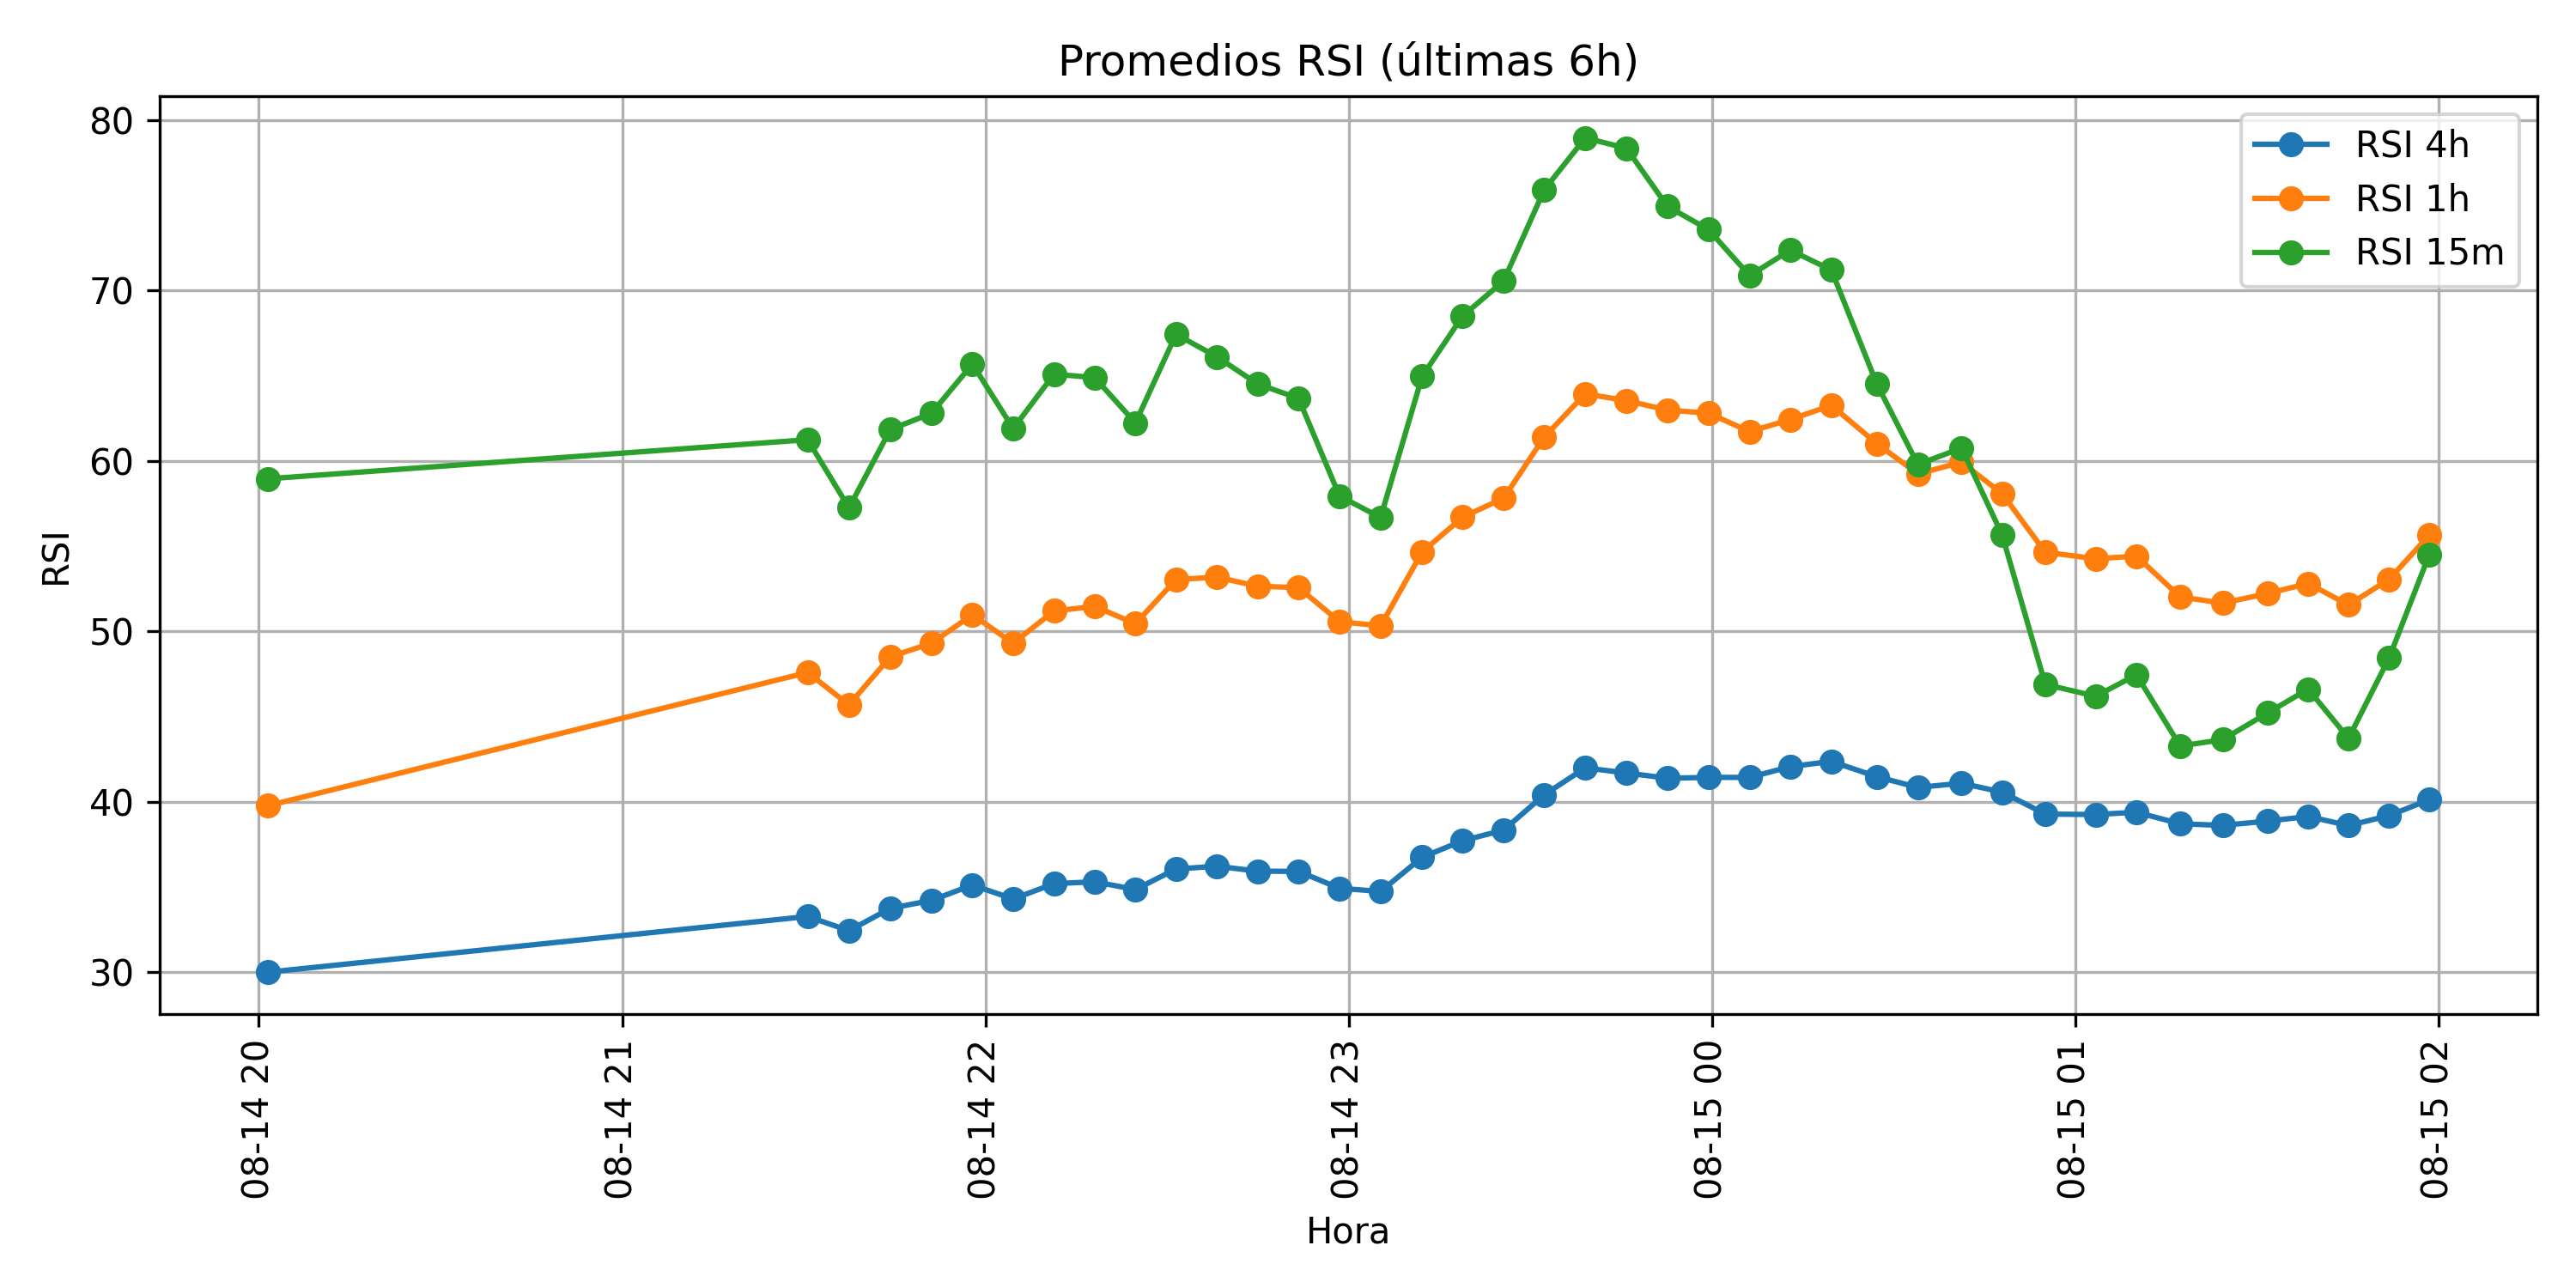 Promedios RSI (últimas 6h)
RSI 4h
RSI 1h
RSI 15m
80
70
60
50
40
30
RSI
08-14 20
08-14 21
08-14 22
08-14 23
08-15 00
08-15 01
08-15 02
Hora